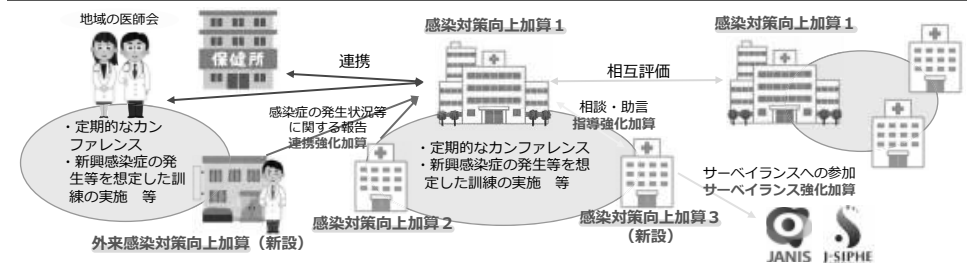 地域の医師会
保健所
連携
感染対策向上加算１
相互評価
感染対策向上加算１
感染症の発生状況等
に関する報告
連携強化加算
相談・助言
指導強化加算
・定期的なカン
ファレンス
・新興感染症の発
生等を想定した訓
練の実施　等
・定期的なカンファレンス
・新興感染症の発生等を想
定した訓練の実施　等
サーベイランスへの参加
サーベイランス強化加算
外来感染対策向上加算（新設）
感染対策向上加算２
感染対策向上加算３
（新設）
JANIS
J-SIPHE